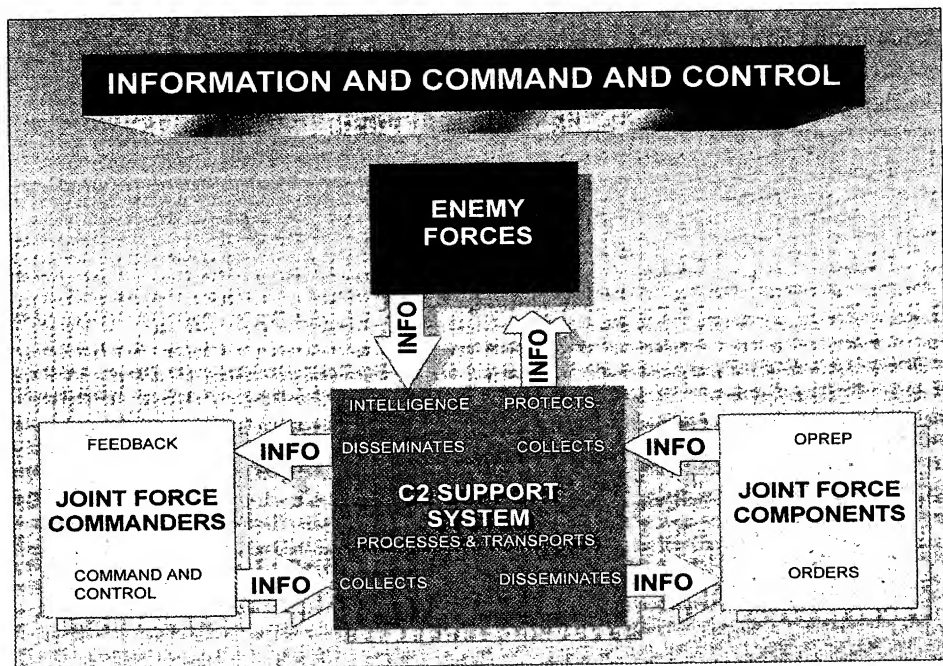 INFORMATION AND COMMAND AND CONTROL
ENEMY
FORCES
INFO
INFO
INTELLIGENCE PROTECTS
FEEDBACK
INFO
DISSEMINATES COLLECTS
INFO
OPREP
JOINT FORCE
COMMANDERS
C2 SUPPORT
SYSTEM
PROCESSES & TRANSPORTS
JOINT FORCE
COMPONENTS
COMMAND AND
CONTROL
INFO
COLLECTS DISSEMINATES
INFO
ORDERS